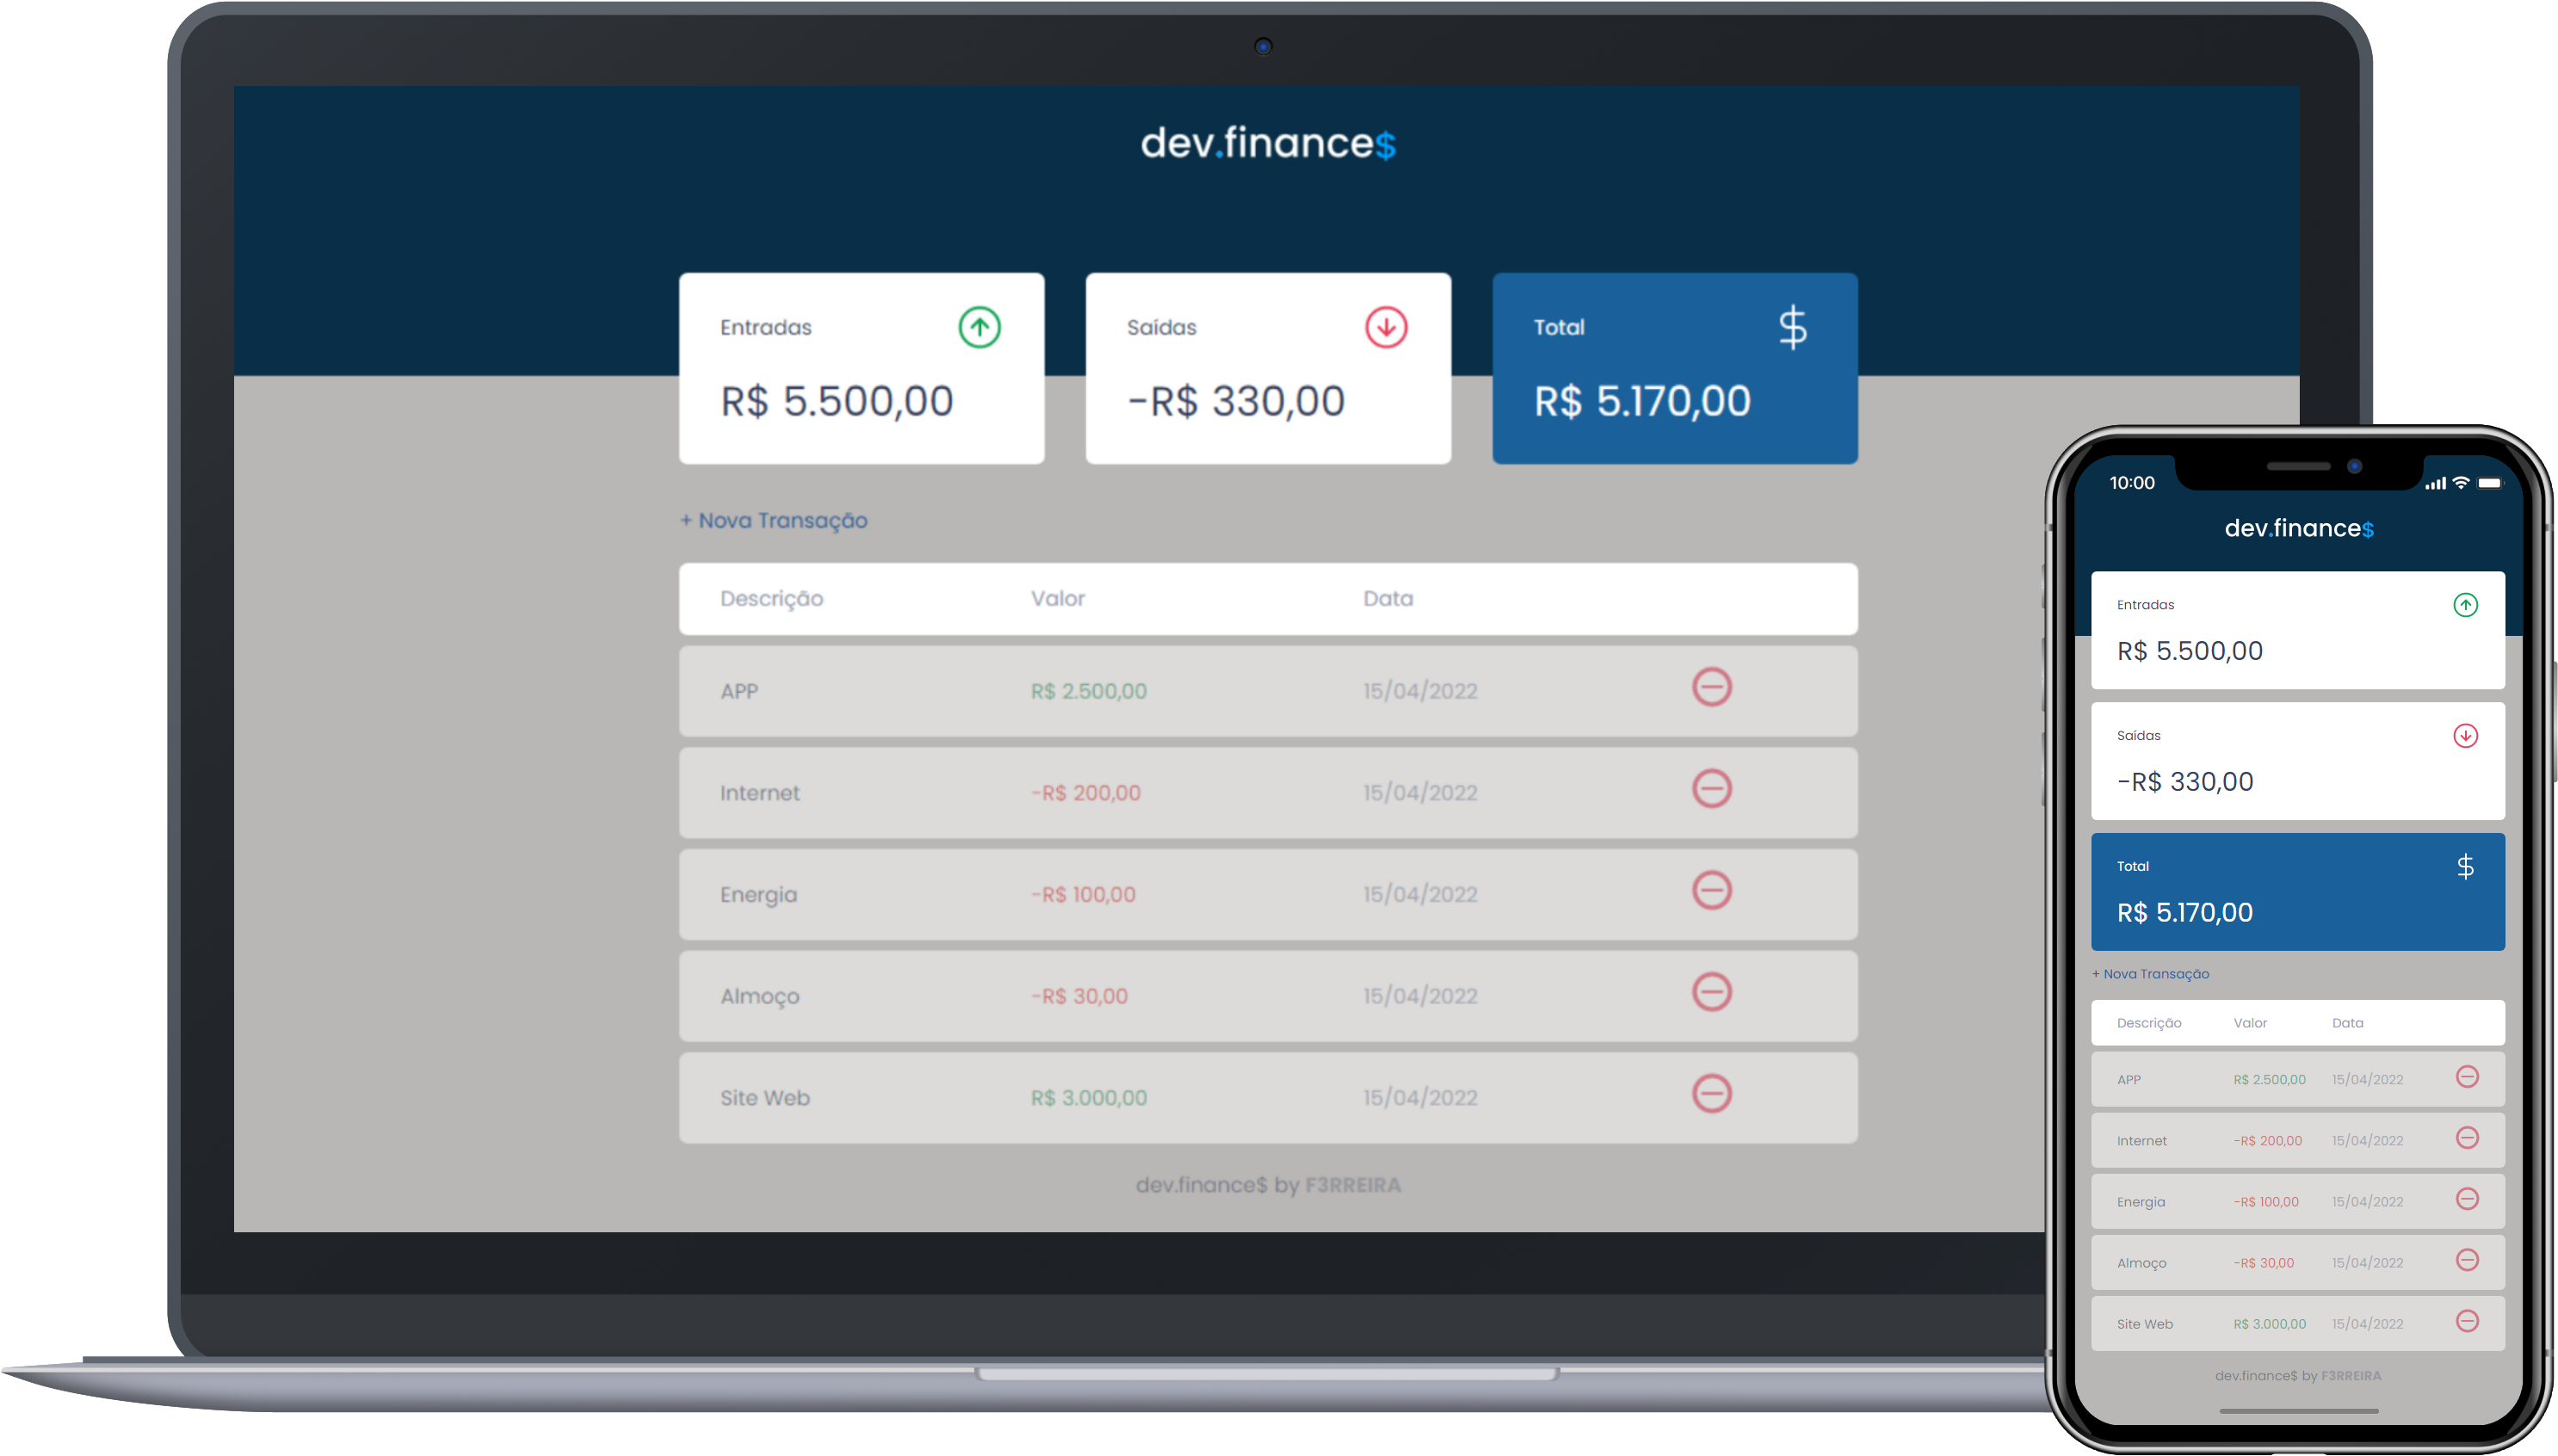 dev.finance$
Entradas
R$ 5.500,00
Saídas
-R$ 330,00
Total
$
R$ 5.170,00
+ Nova Transação
Descrição Valor Data
APP R$ 2.500,00 15/04/2022
Internet -R$ 200,00 15/04/2022
Energia -R$ 100,00 15/04/2022
Almoço -R$ 30,00 15/04/2022
Site Web R$ 3.000,00 15/04/2022
dev.finance$ by F3RREIRA
10:00
dev.finance$
Entradas
R$ 5.500,00
Saídas
-R$ 330,00
Total
$
R$ 5.170,00
+ Nova Transação
Descrição Valor Data
APP R$ 2.500,00 15/04/2022
Internet -R$ 200,00 15/04/2022
Energia -R$ 100,00 15/04/2022
Almoço -R$ 30,00 15/04/2022
Site Web R$ 3.000,00 15/04/2022
dev.finance$ by F3RREIRA